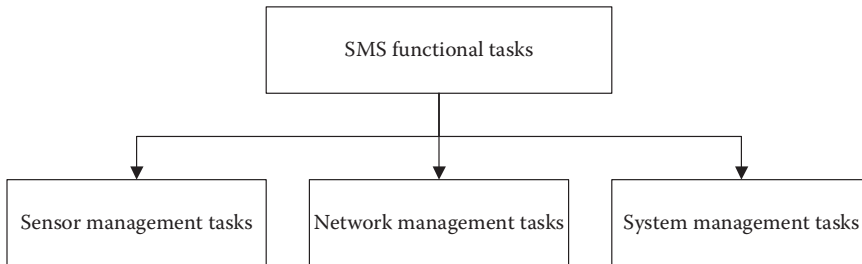 SMS functional tasks
Sensor management tasks
Network management tasks
System management tasks